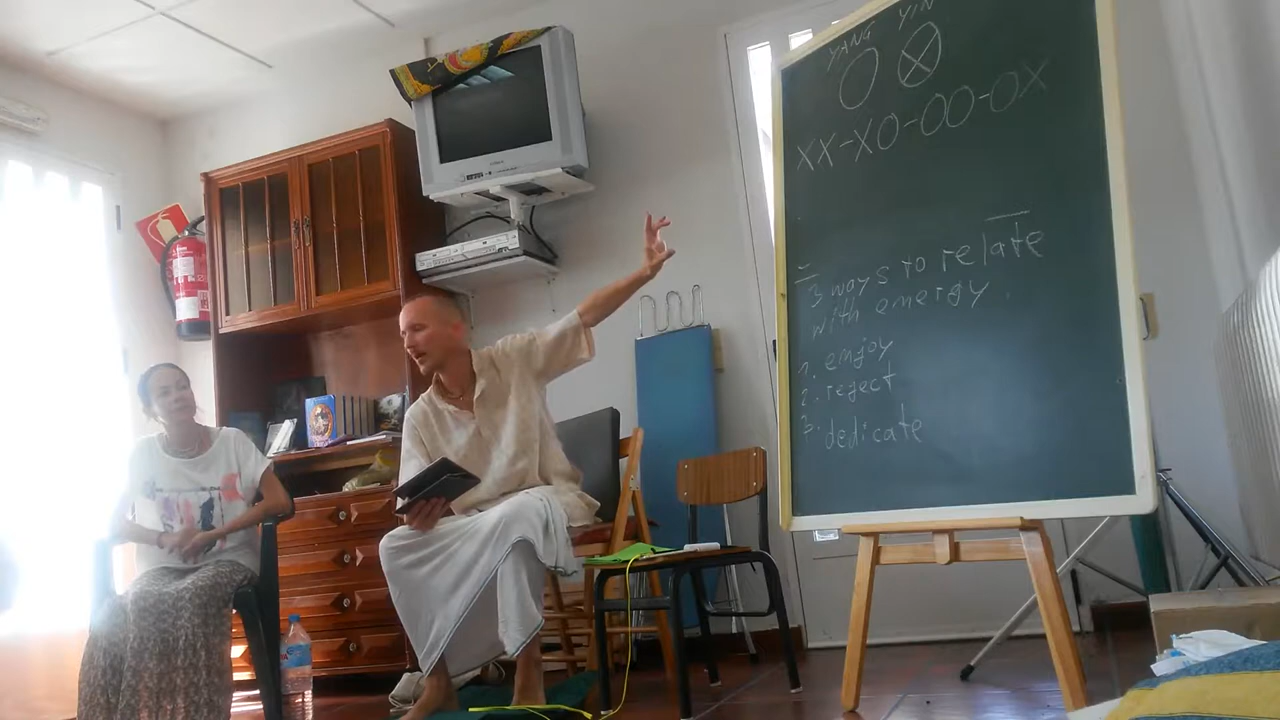 YANG YIN
XX-XO-OO-OX
3 ways to relate
with energy.
1. enjoy
2. reject
3. dedicate